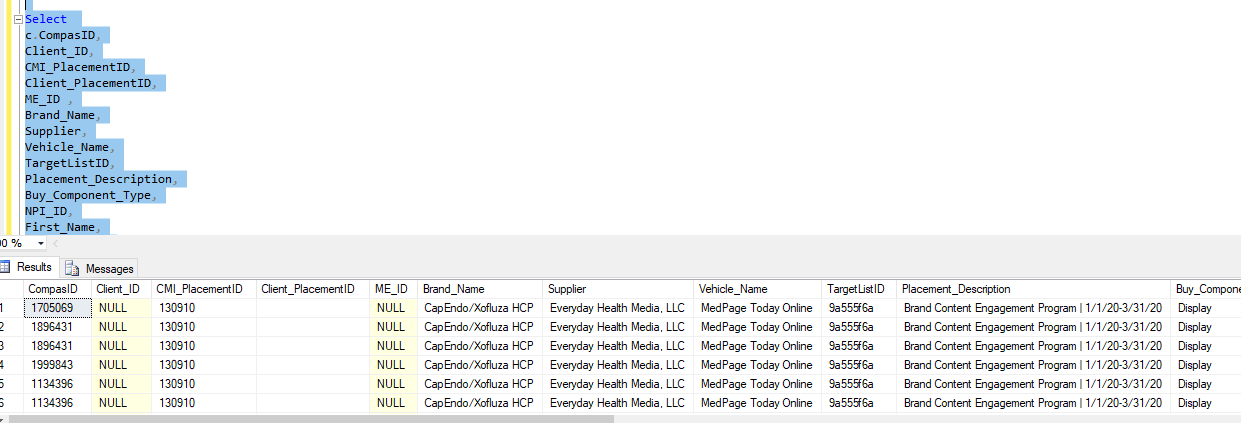 Select
c.CompasID,
Client_ID,
CMI_PlacementID,
Client_PlacementID,
ME_ID ,
Brand_Name,
Supplier,
Vehicle_Name,
TargetListID,
Placement_Description,
Buy_Component_Type,
NPI_ID,
First_Name,
00 %
Results Messages
CompasID Client_ID CMI_PlacementID Client_PlacementID ME_ID Brand_Name Supplier Vehicle_Name TargetListID Placement_Description Buy_Compone
1 1705069 NULL 130910 NULL CapEndo/Xofluza HCP Everyday Health Media, LLC MedPage Today Online 9a555f6a Brand Content Engagement Program | 1/1/20-3/31/20 Display
2 1896431 NULL 130910 NULL CapEndo/Xofluza HCP Everyday Health Media, LLC MedPage Today Online 9a555f6a Brand Content Engagement Program | 1/1/20-3/31/20 Display
3 1896431 NULL 130910 NULL CapEndo/Xofluza HCP Everyday Health Media, LLC MedPage Today Online 9a555f6a Brand Content Engagement Program | 1/1/20-3/31/20 Display
4 1999843 NULL 130910 NULL CapEndo/Xofluza HCP Everyday Health Media, LLC MedPage Today Online 9a555f6a Brand Content Engagement Program | 1/1/20-3/31/20 Display
5 1134396 NULL 130910 NULL CapEndo/Xofluza HCP Everyday Health Media, LLC MedPage Today Online 9a555f6a Brand Content Engagement Program | 1/1/20-3/31/20 Display
6 1134396 NULL 130910 NULL CapEndo/Xofluza HCP Everyday Health Media, LLC MedPage Today Online 9a555f6a Brand Content Engagement Program | 1/1/20-3/31/20 Display